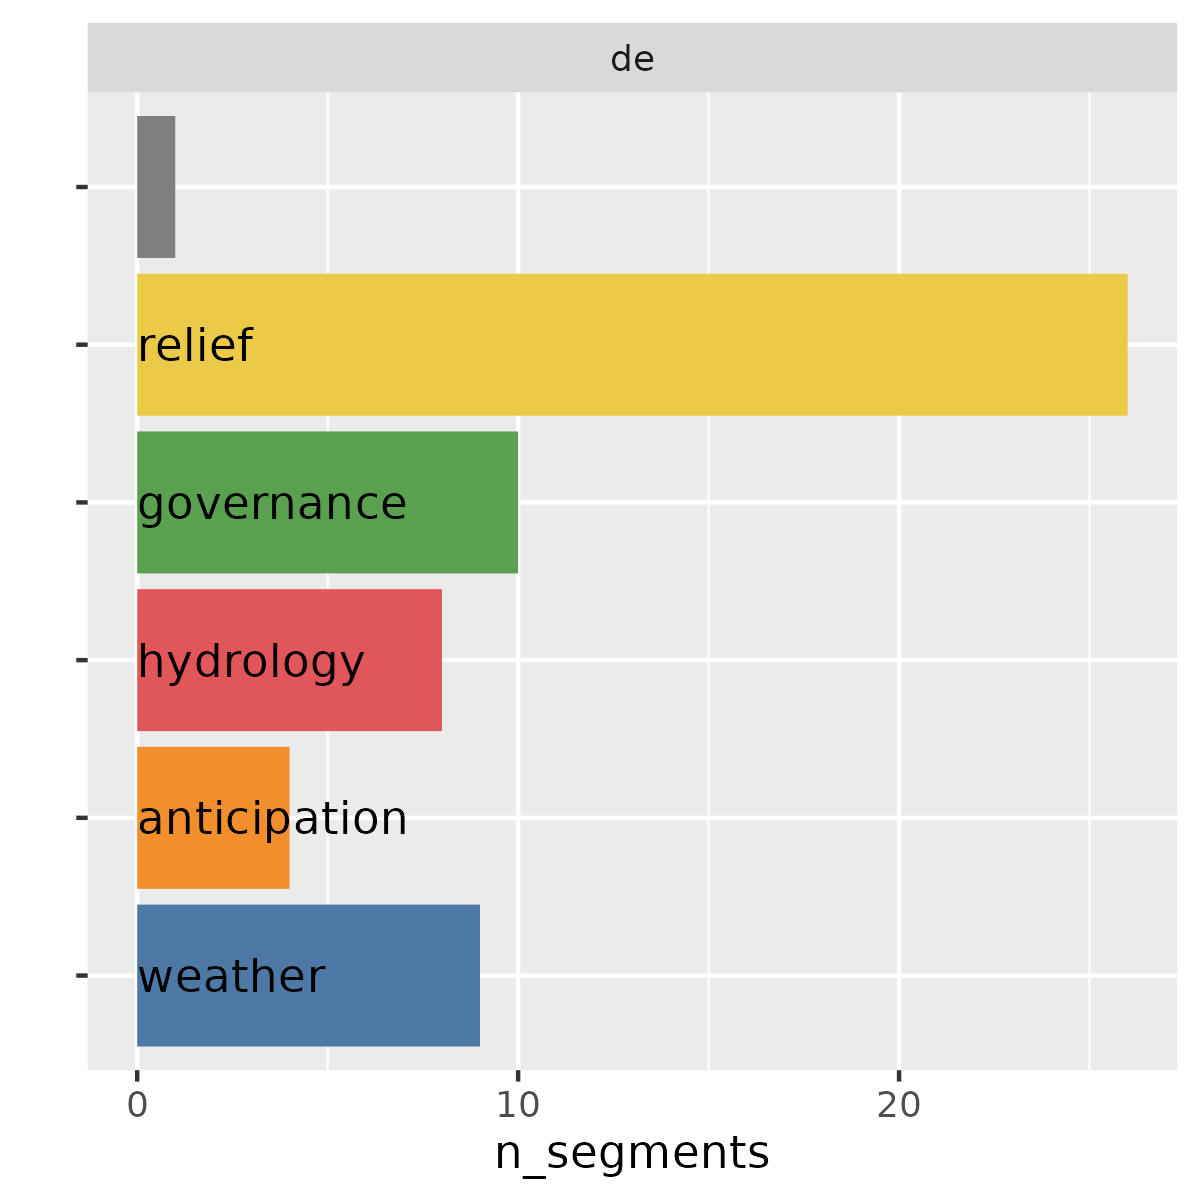 de
relief
governance
hydrology
anticipation
weather
0 10 20
n_segments